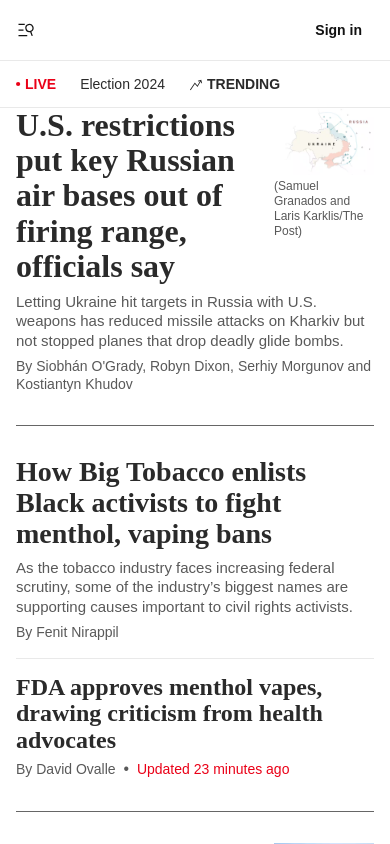 Sign in
• LIVE Election 2024 TRENDING
U.S. restrictions
put key Russian
air bases out of
firing range,
officials say
RUSSIA
UKRAINE
(Samuel
Granados and
Laris Karklis/The
Post)
Letting Ukraine hit targets in Russia with U.S.
weapons has reduced missile attacks on Kharkiv but
not stopped planes that drop deadly glide bombs.
By Siobhán O'Grady, Robyn Dixon, Serhiy Morgunov and
Kostiantyn Khudov
How Big Tobacco enlists
Black activists to fight
menthol, vaping bans
As the tobacco industry faces increasing federal
scrutiny, some of the industry’s biggest names are
supporting causes important to civil rights activists.
By Fenit Nirappil
FDA approves menthol vapes,
drawing criticism from health
advocates
By David Ovalle • Updated 23 minutes ago